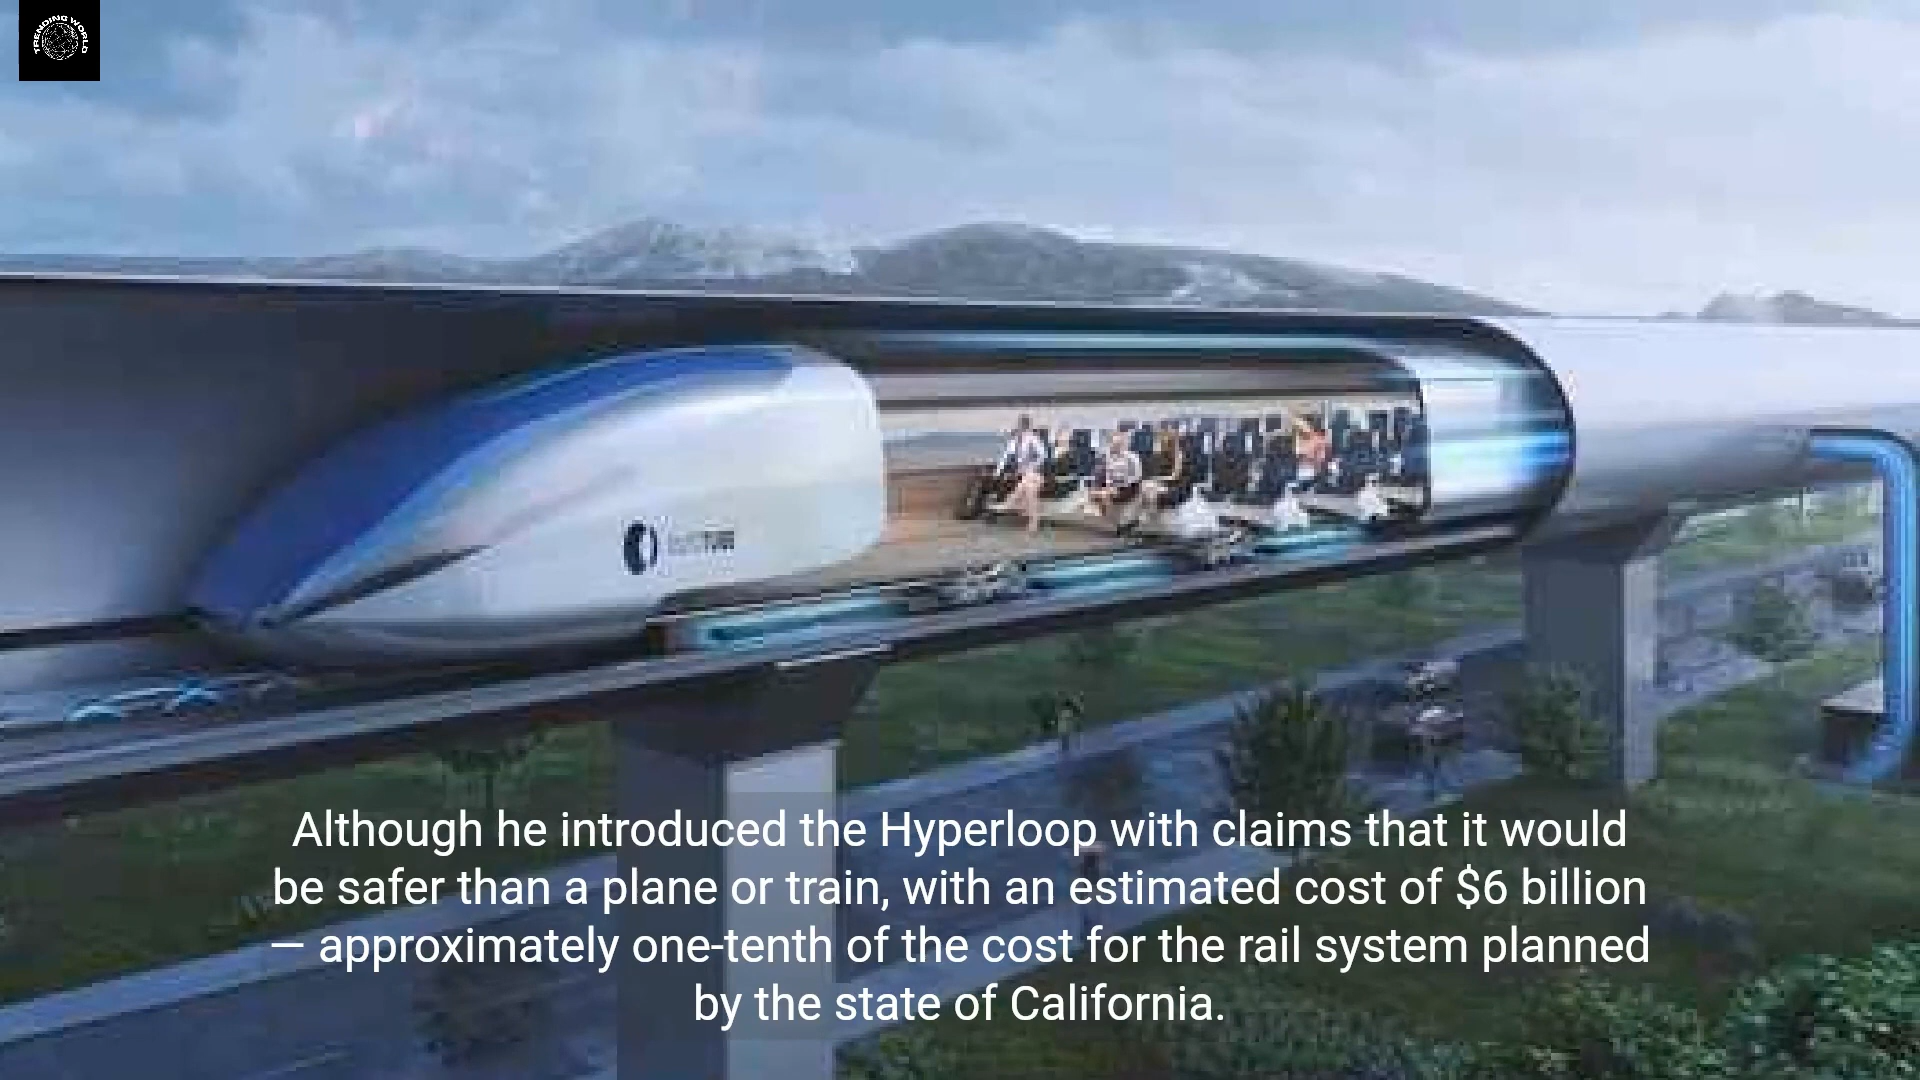 TRENDING WORLD
Although he introduced the Hyperloop with claims that it would
be safer than a plane or train, with an estimated cost of $6 billion
— approximately one-tenth of the cost for the rail system planned
by the state of California.